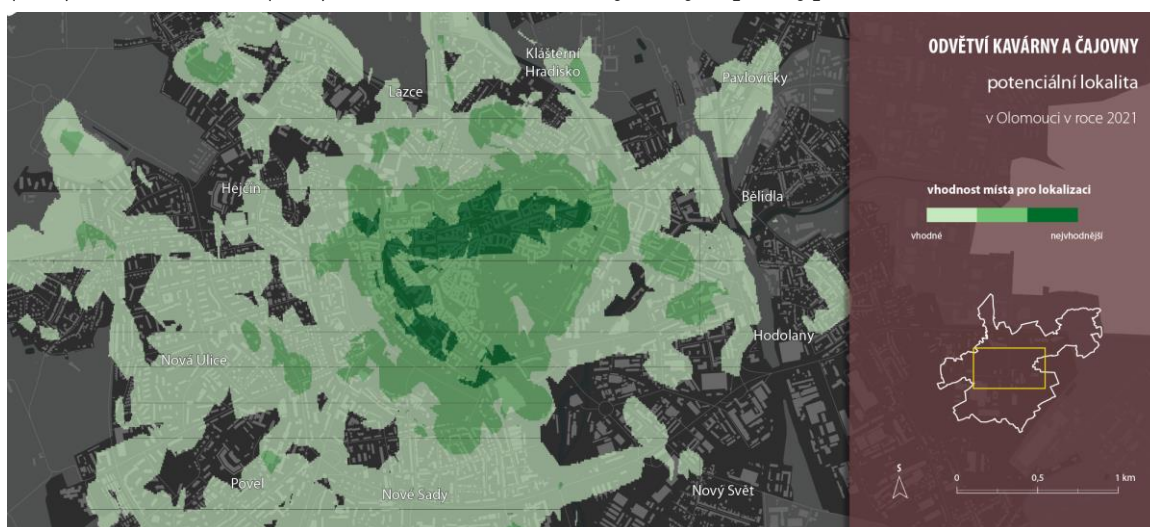 ODVĚTVÍ KAVÁRNY A ČAJOVNY
potenciální lokalita
v Olomouci v roce 2021
vhodnost místa pro lokalizaci
vhodné
nejvhodnější
Klášterní
Hradisko
Pavlovičky
Lazce
Hejčín
Bělidla
Hodolany
Nová Ulice
Povel
Nové Sady
Nový Svět
S
0
0,5
1 km